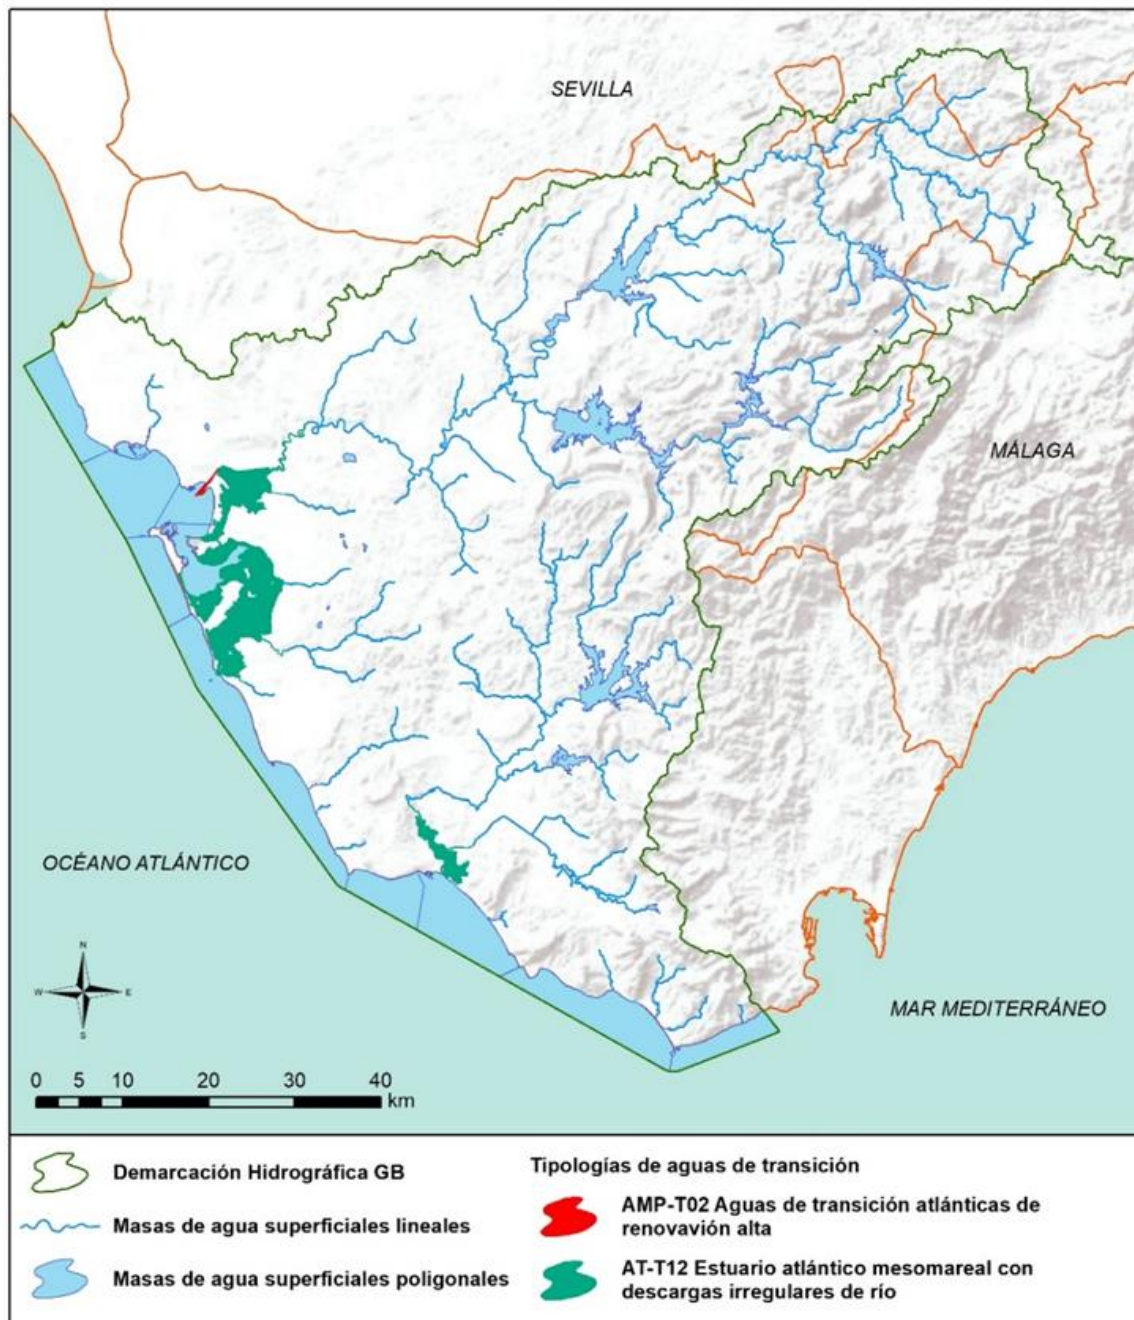 SEVILLA
MÁLAGA
OCÉANO ATLÁNTICO
MAR MEDITERRÁNEO
N
W
E
S
0 5 10 20 30 40
km
Demarcación Hidrográfica GB
Masas de agua superficiales lineales
Masas de agua superficiales poligonales
Tipologías de aguas de transición
AMP-T02 Aguas de transición atlánticas de
renovavión alta
AT-T12 Estuario atlántico mesomareal con
descargas irregulares de río